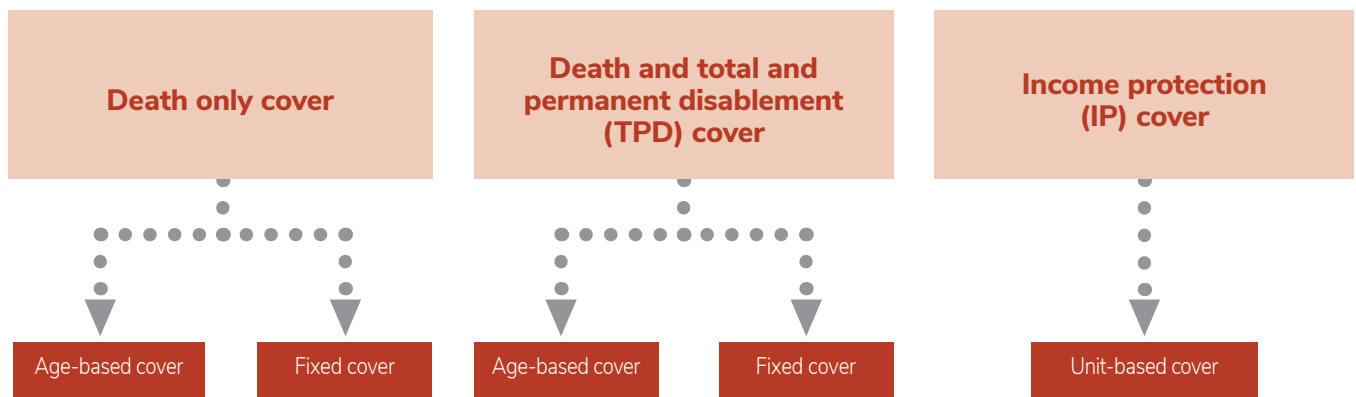 Death only cover
Death and total and
permanent disablement
(TPD) cover
Income protection
(IP) cover
Age-based cover
Fixed cover
Age-based cover
Fixed cover
Unit-based cover